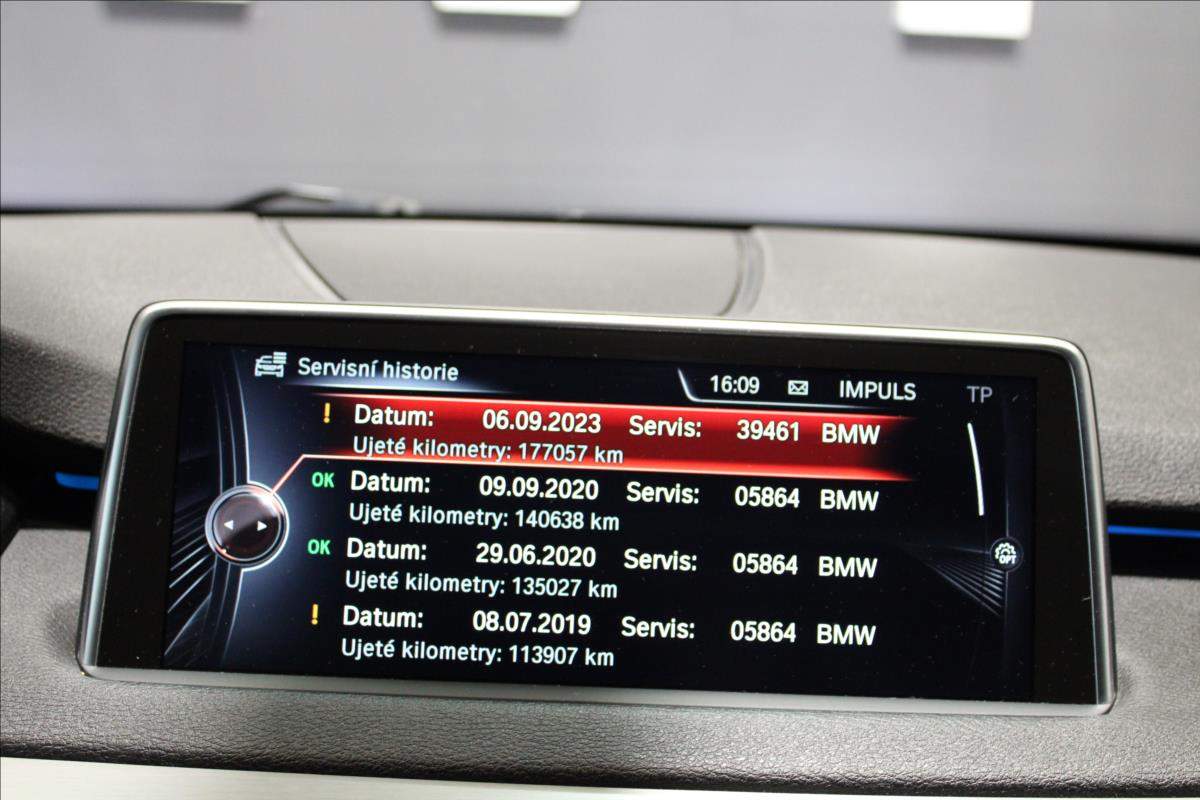 Servisní historie
16:09 IMPULS TP
! Datum: 06.09.2023 Servis: 39461 BMW
Ujeté kilometry: 177057 km
OK Datum: 09.09.2020 Servis: 05864 BMW
Ujeté kilometry: 140638 km
OK Datum: 29.06.2020 Servis: 05864 BMW
Ujeté kilometry: 135027 km
! Datum: 08.07.2019 Servis: 05864 BMW
Ujeté kilometry: 113907 km
OPT